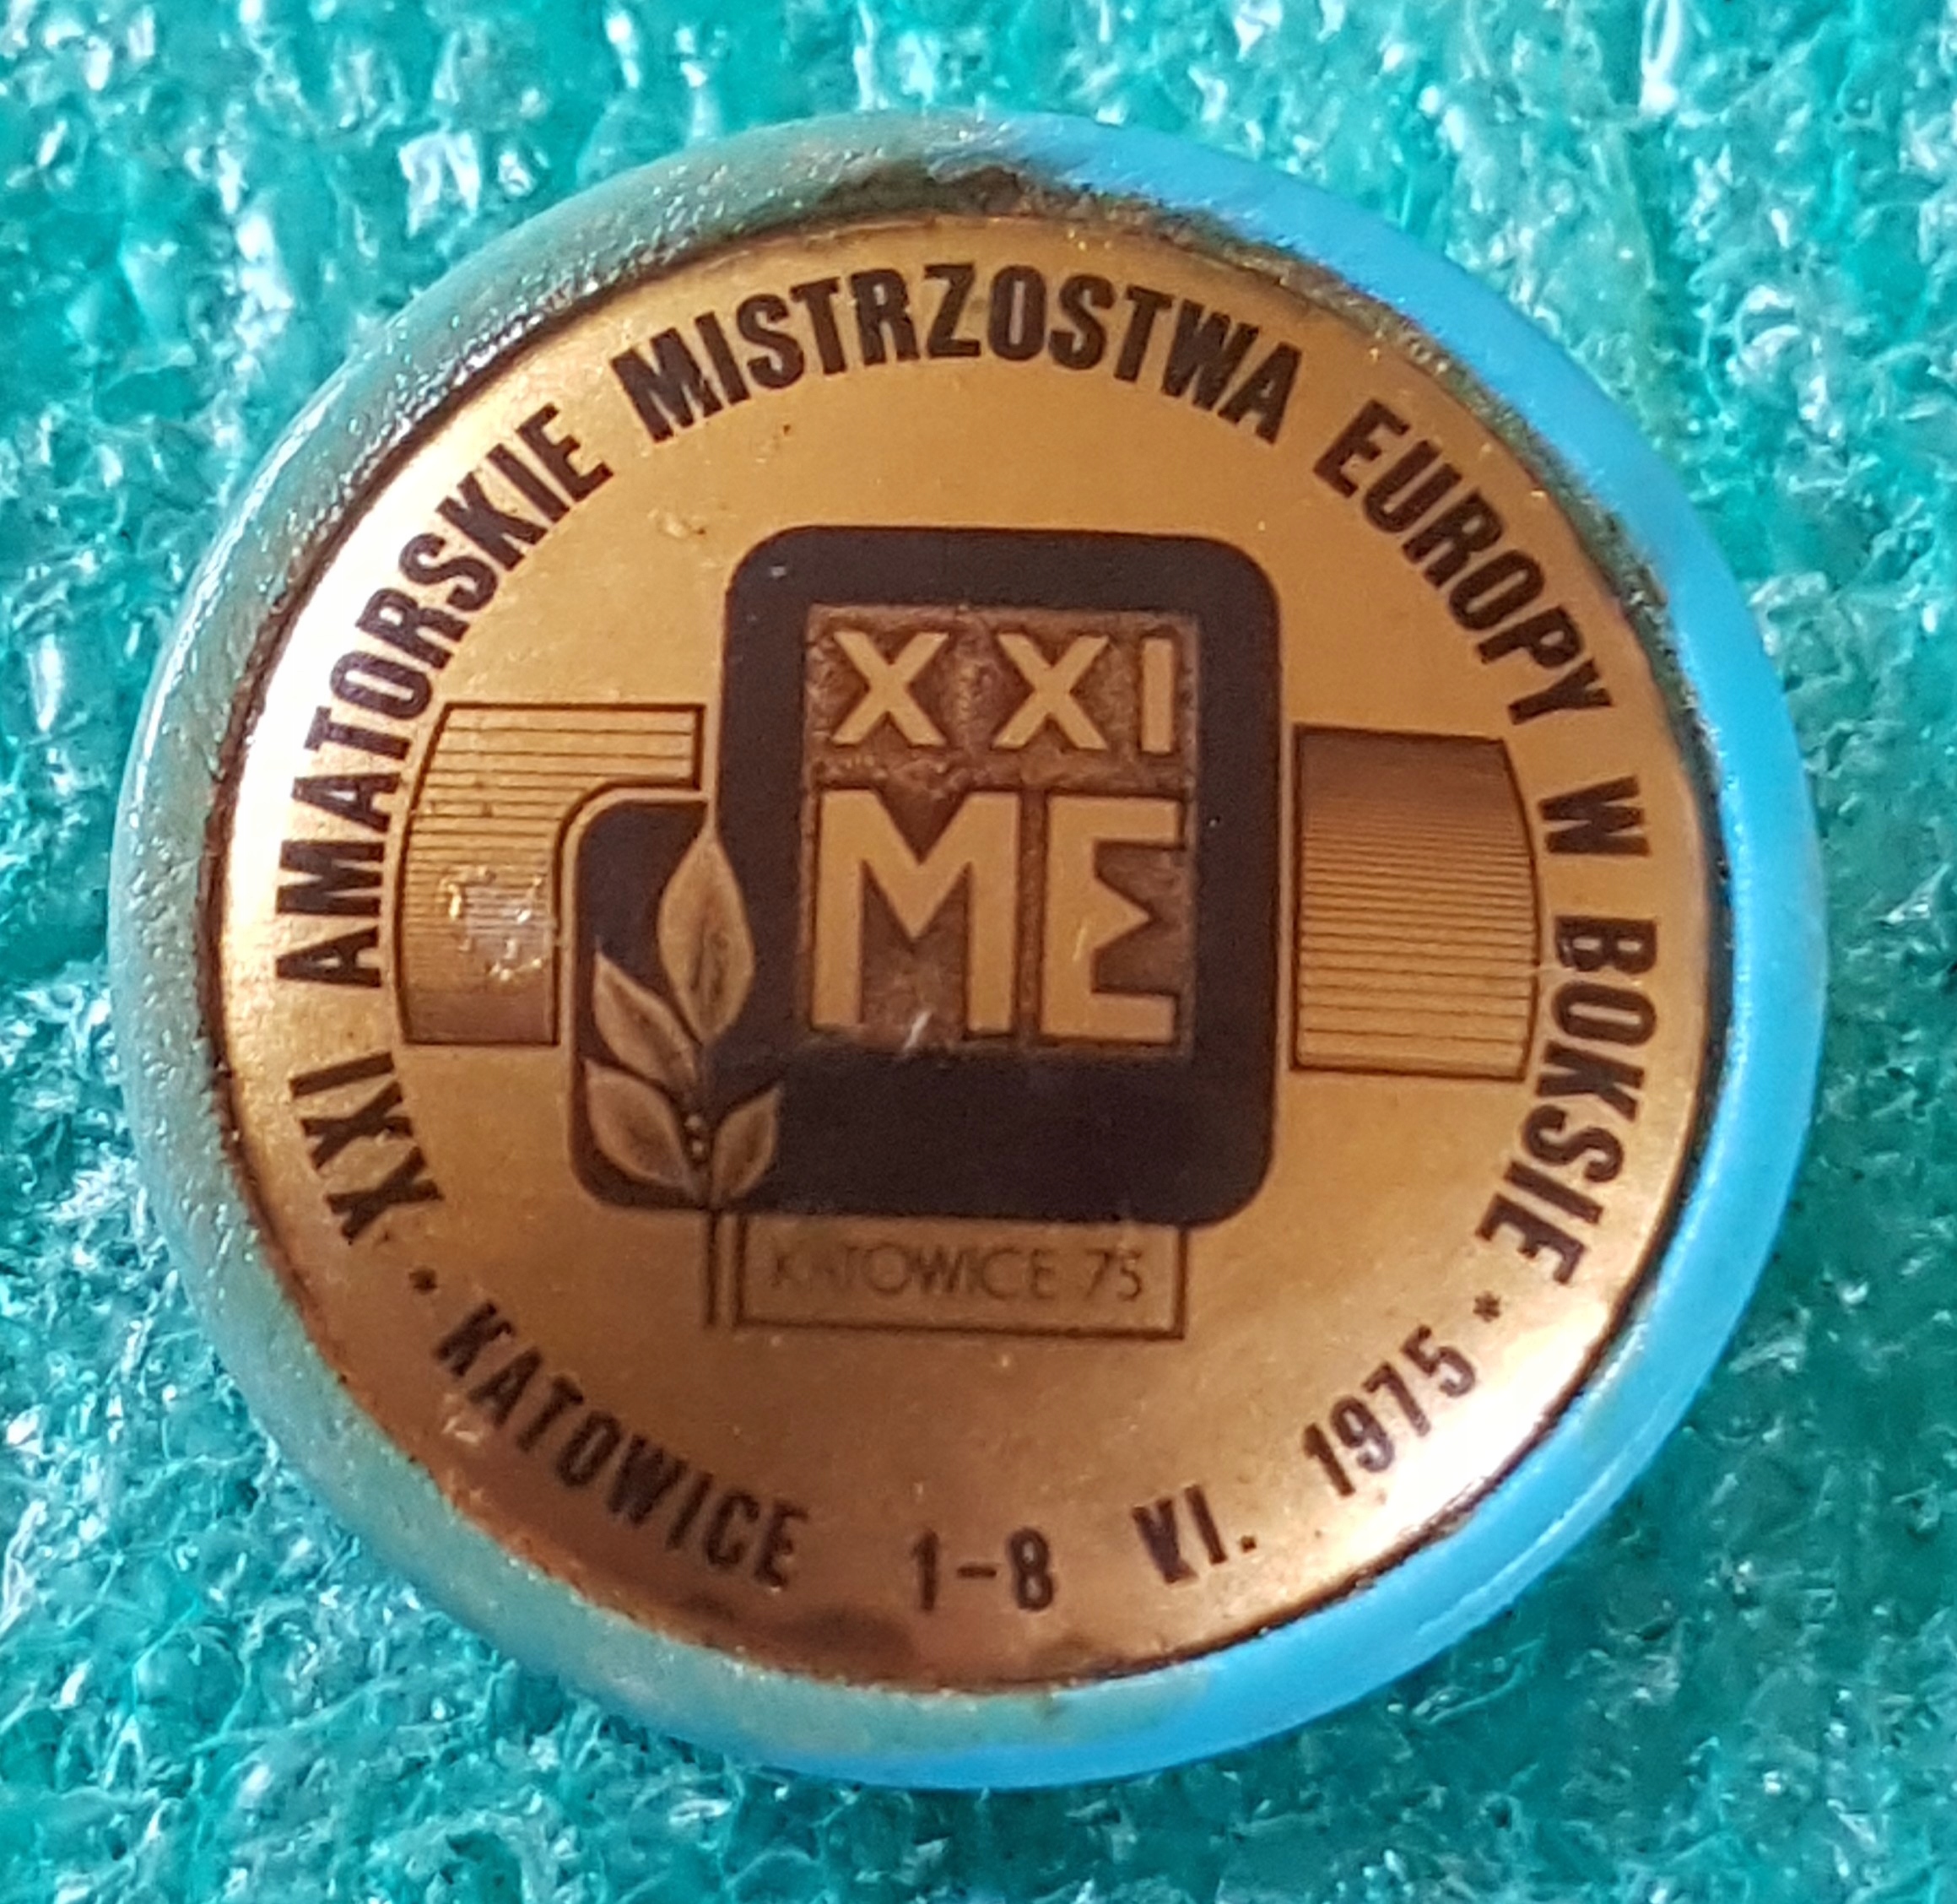 XXI AMATORSKIE MISTRZOSTWA EUROPY W BOKSIE
XXI
ME
KATOWICE 75
• KATOWICE 1-8 VI. 1975 •